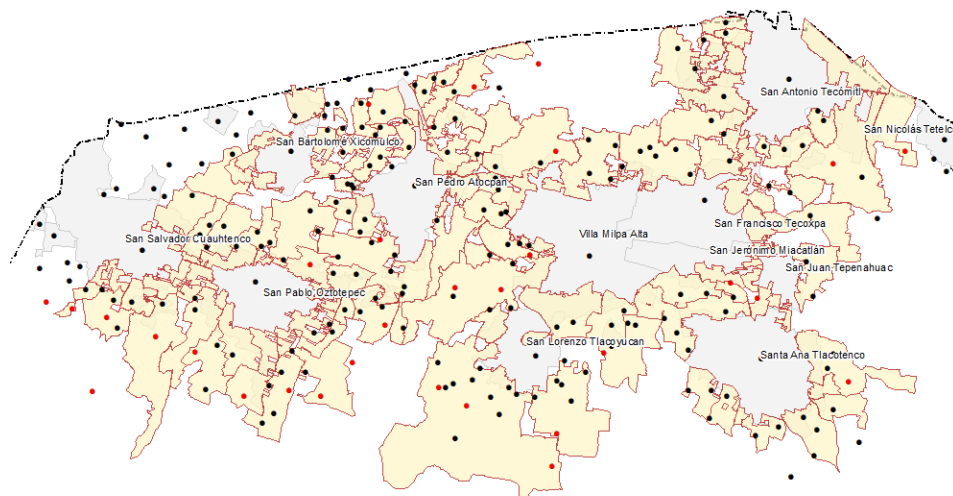 San Antonio Tecómitl
San Nicolás Tetelco
San Bartolomé Xicomulco
San Pedro Atocpan
San Francisco Tecoxpa
San Salvador Cuauhtenco
Villa Milpa Alta
San Jerónimo Miacatlán
San Juan Tepenahuac
San Pablo Oztotepec
San Lorenzo Tlacoyucan
Santa Ana Tlacotenco